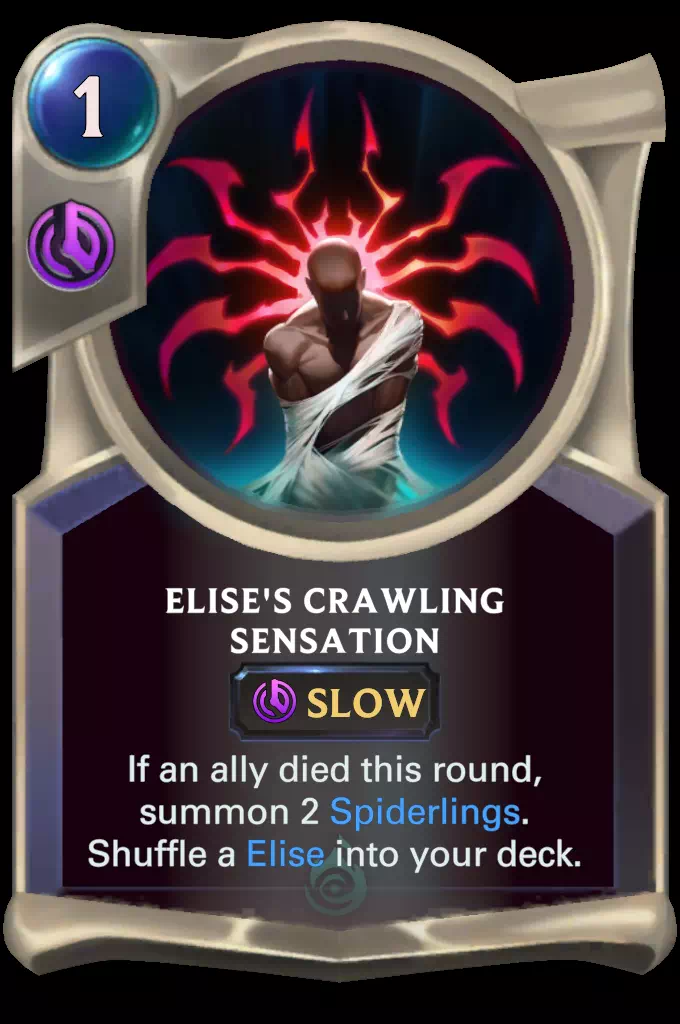 1
ELISE'S CRAWLING
SENSATION
SLOW
If an ally died this round,
summon 2 Spiderlings.
Shuffle a Elise into your deck.